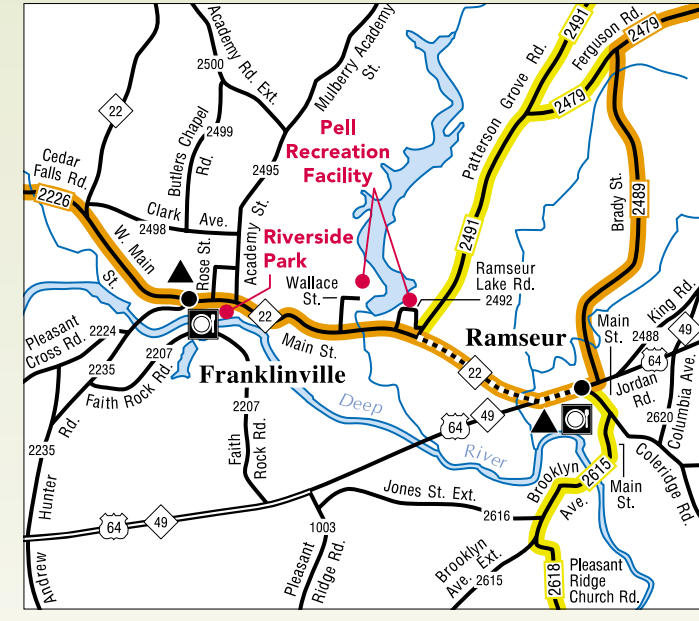 2491
Ferguson Rd.
2479
Academy Rd. Ext.
2500
Mulberry Academy
St.
Patterson Grove Rd.
22
2479
Butlers Chapel
Rd.
2499
Pell
Recreation
Facility
Cedar
Falls Rd.
2495
2226
Clark Ave.
2498
Brady St.
2489
W. Main
St.
Rose St.
Academy St.
Riverside
Park
2491
Ramseur
Lake Rd.
2492
Wallace
St.
22
King Rd.
Main
St.
2488
49
64
Pleasant
Cross Rd.
2224
2207
2235
Faith Rock Rd.
Main St.
Ramseur
22
Franklinville
Jordan
Rd.
Columbia Ave.
2620
2207
Faith
Rock Rd.
Deep
River
64
49
2235
Hunter
Rd.
Andrew
Coleridge Rd.
Brooklyn
Ave.
2615
Main
St.
Jones St. Ext.
2616
64
49
1003
Pleasant
Ridge Rd.
Brooklyn
Ave. Ext.
2615
2618
Pleasant
Ridge
Church Rd.